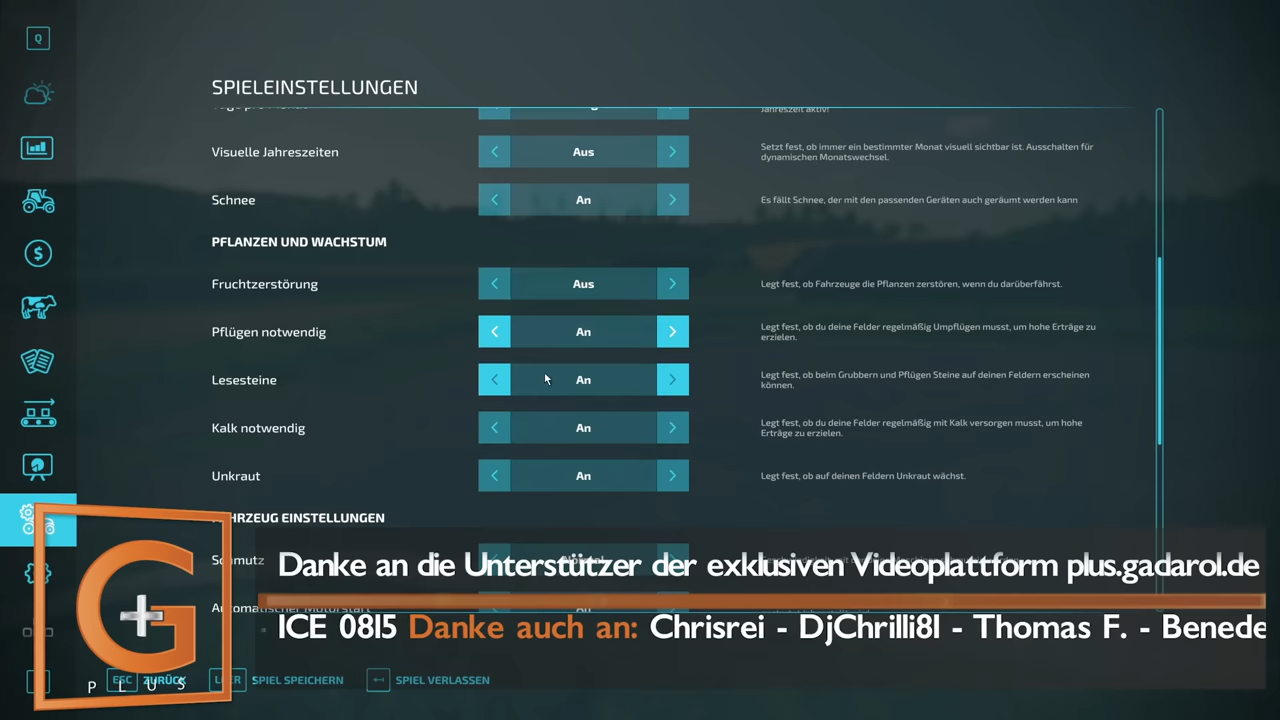 Q
SPIELEINSTELLUNGEN
Jahreszeit aktiv!
Visuelle Jahreszeiten
Aus
Setzt fest, ob immer ein bestimmter Monat visuell sichtbar ist. Ausschalten für
dynamischen Monatswechsel.
Schnee
An
Es fällt Schnee, der mit den passenden Geräten auch geräumt werden kann
PFLANZEN UND WACHSTUM
Fruchtzerstörung
Aus
Legt fest, ob Fahrzeuge die Pflanzen zerstören, wenn du darüberfährst.
Pflügen notwendig
An
Legt fest, ob du deine Felder regelmäßig Umpflügen musst, um hohe Erträge zu
erzielen.
Lesesteine
An
Legt fest, ob beim Grubbern und Pflügen Steine auf deinen Feldern erscheinen
können.
Kalk notwendig
An
Legt fest, ob du deine Felder regelmäßig mit Kalk versorgen musst, um hohe
Erträge zu erzielen.
Unkraut
An
Legt fest, ob auf deinen Feldern Unkraut wächst.
EINSTELLUNGEN
Schmutz
Danke an die Unterstützer der exklusiven Videoplattform plus.gadarol.de
Automatischer Motorstart
ICE 0815 Danke auch an: Chrisrei - DjChrilli81 - Thomas F. - Benede
G
PLUS
ESC ZURÜCK
SPIEL SPEICHERN
SPIEL VERLASSEN